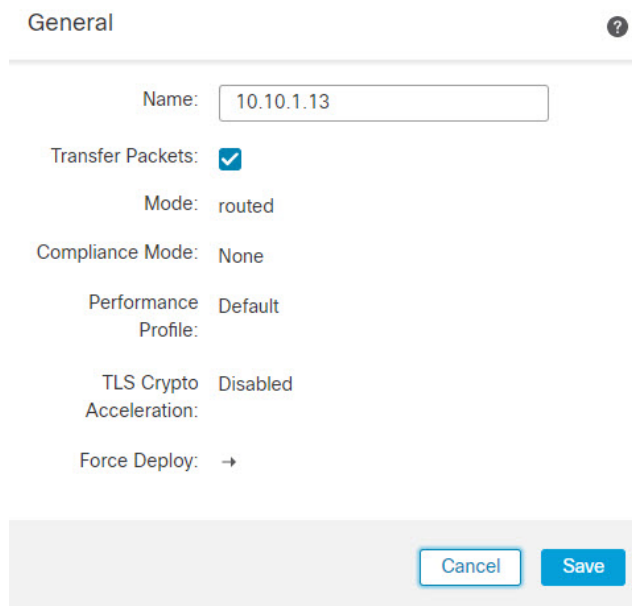 General
?
Name: 10.10.1.13
Transfer Packets:
Mode: routed
Compliance Mode: None
Performance Default
Profile:
TLS Crypto Disabled
Acceleration:
Force Deploy: →
Cancel Save